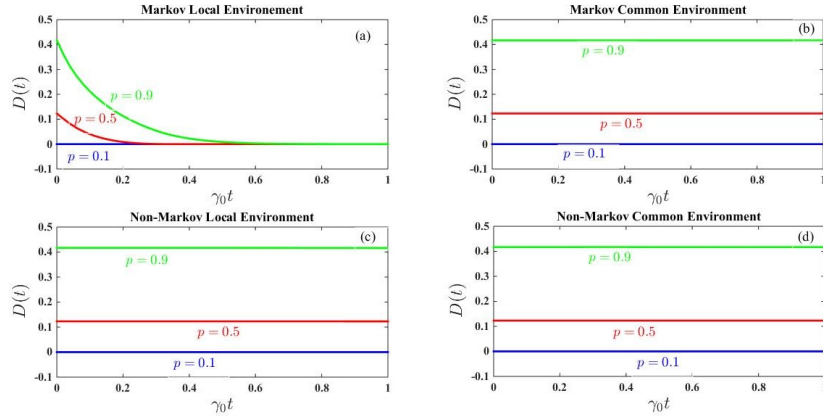 Markov Local Environement
(a)
D(t)
0.5
0.4
0.3
0.2
0.1
0
-0.1
p = 0.9
p = 0.5
p = 0.1
0 0.2 0.4 0.6 0.8 1
γ₀t
Markov Common Environment
(b)
D(t)
0.5
0.4
0.3
0.2
0.1
0
-0.1
p = 0.9
p = 0.5
p = 0.1
0 0.2 0.4 0.6 0.8 1
γ₀t
Non-Markov Local Environment
(c)
D(t)
0.5
0.4
0.3
0.2
0.1
0
-0.1
p = 0.9
p = 0.5
p = 0.1
0 0.2 0.4 0.6 0.8 1
γ₀t
Non-Markov Common Environment
(d)
D(t)
0.5
0.4
0.3
0.2
0.1
0
-0.1
p = 0.9
p = 0.5
p = 0.1
0 0.2 0.4 0.6 0.8 1
γ₀t